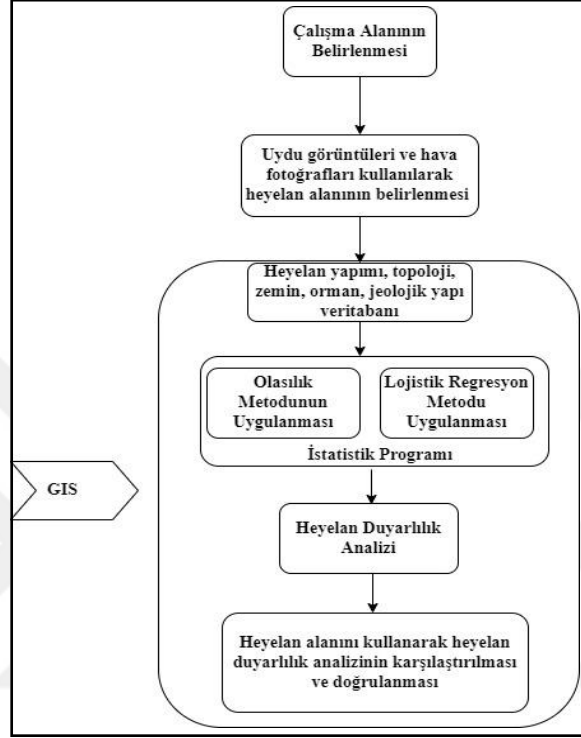 Çalışma Alanının
Belirlenmesi
Uydu görüntüleri ve hava
fotoğrafları kullanılarak
heyelan alanının belirlenmesi
Heyelan yapımı, topoloji,
zemin, orman, jeolojik yapı
veritabanı
Olasılık
Metodunun
Uygulanması
Lojistik Regresyon
Metodu
Uygulanması
İstatistik Programı
GIS
Heyelan Duyarlılık
Analizi
Heyelan alanını kullanarak heyelan
duyarlılık analizinin karşılaştırılması
ve doğrulanması